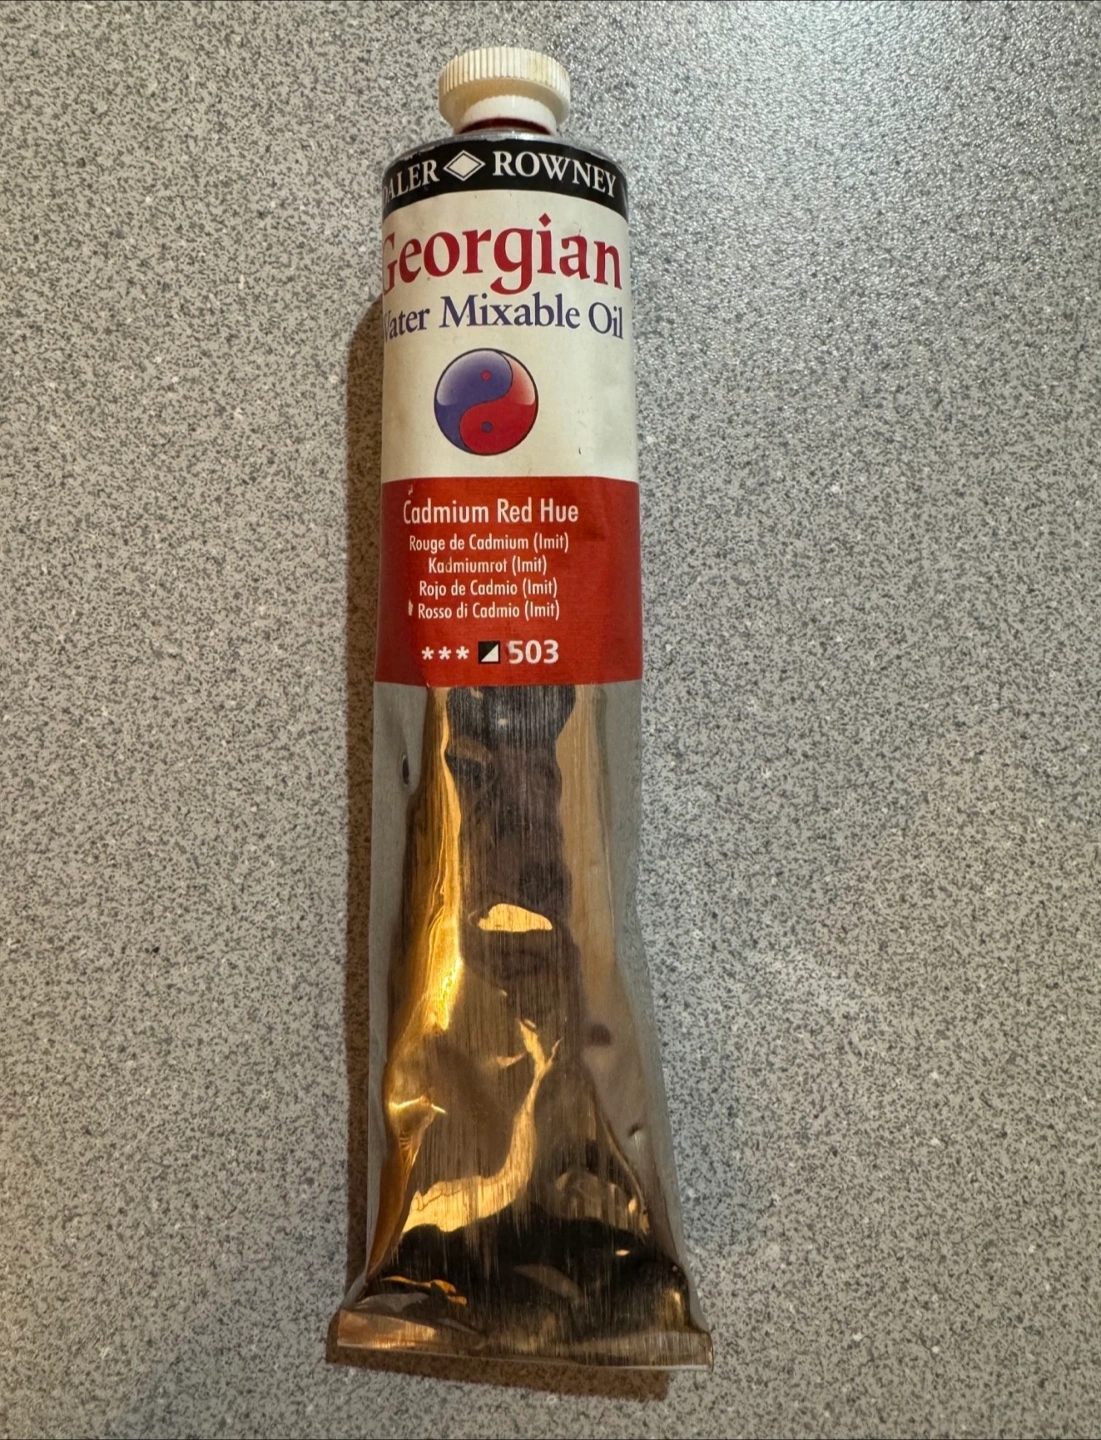 DALER ROWNEY
Georgian
Water Mixable Oil
Cadmium Red Hue
Rouge de Cadmium (Imit)
Kadmiumrot (Imit)
Rojo de Cadmio (Imit)
Rosso di Cadmio (Imit)
*** 503